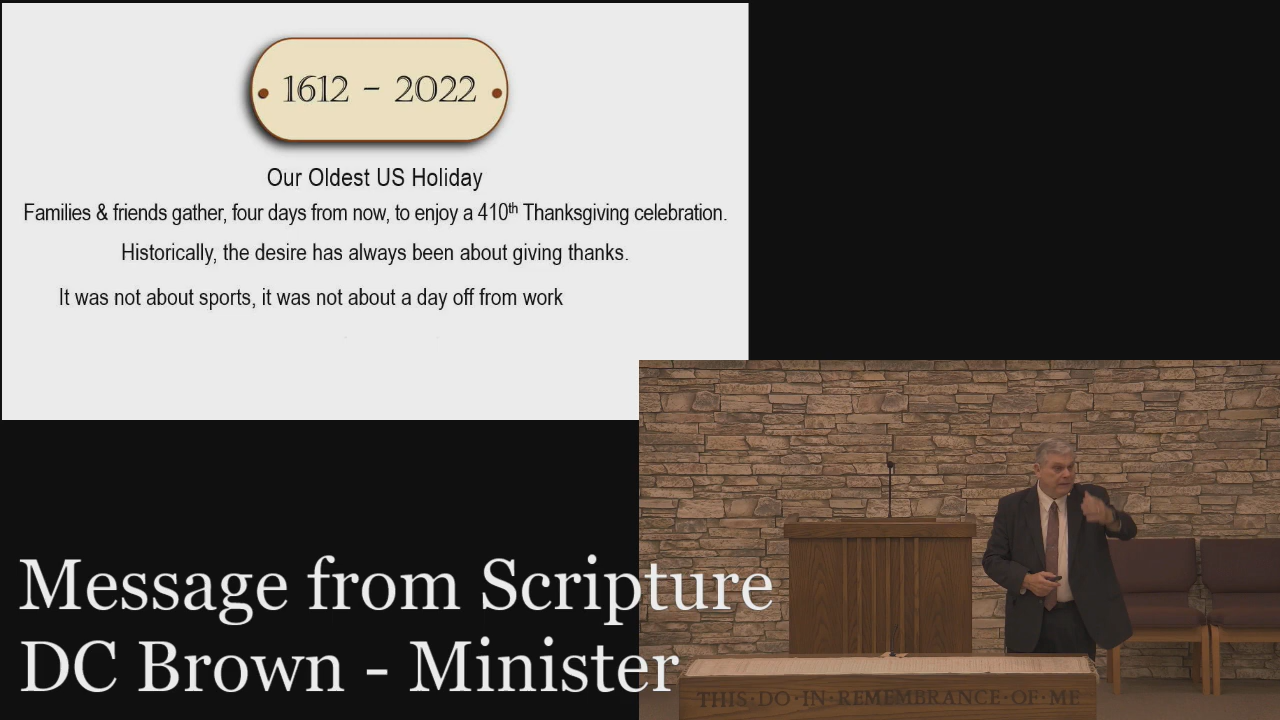 1612 - 2022
Our Oldest US Holiday
Families & friends gather, four days from now, to enjoy a 410th Thanksgiving celebration.
Historically, the desire has always been about giving thanks.
It was not about sports, it was not about a day off from work
Message from Scripture
DC Brown - Minister
THIS·DO·IN·REMEMBRANCE·OF·ME